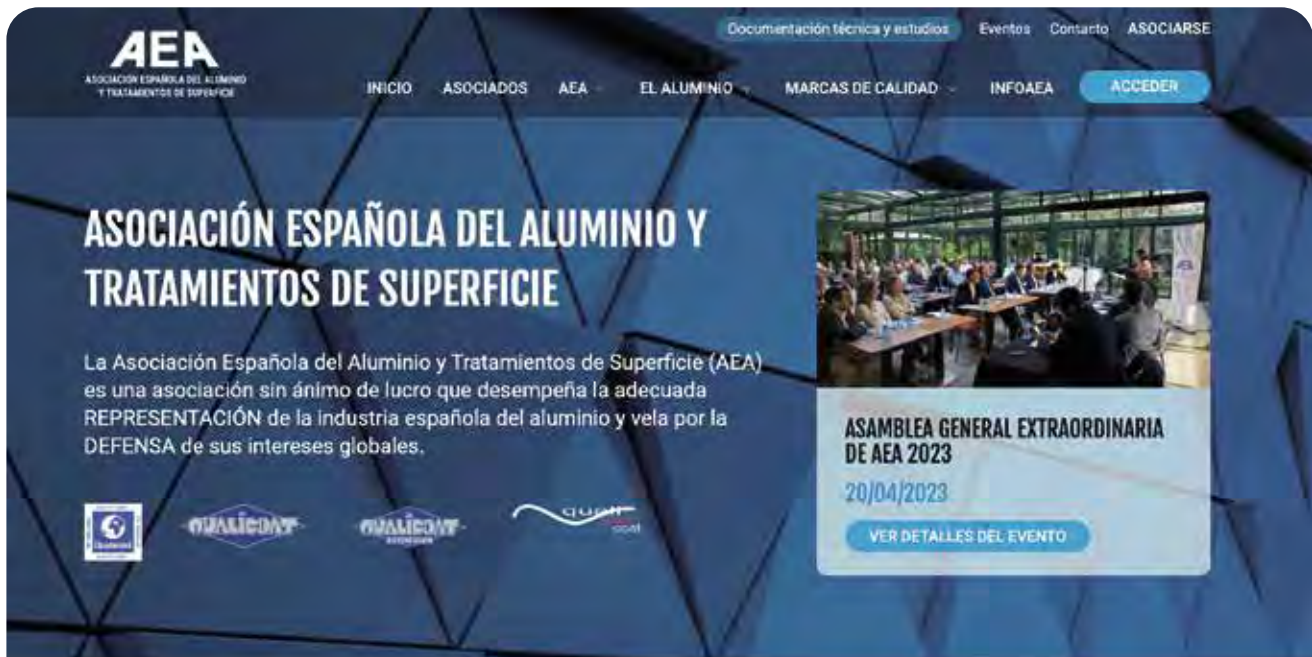 Documentación técnica y estudios Eventos Contacto ASOCIARSE
AEA
ASOCIACIÓN ESPAÑOLA DEL ALUMINIO
Y TRATAMIENTOS DE SUPERFICIE
INICIO ASOCIADOS AEA EL ALUMINIO MARCAS DE CALIDAD INFOAEA ACCEDER
ASOCIACIÓN ESPAÑOLA DEL ALUMINIO Y
TRATAMIENTOS DE SUPERFICIE
La Asociación Española del Aluminio y Tratamientos de Superficie (AEA)
es una asociación sin ánimo de lucro que desempeña la adecuada
REPRESENTACIÓN de la industria española del aluminio y vela por la
DEFENSA de sus intereses globales.
QUALICOAT
QUALICOAT
AEA
ASAMBLEA GENERAL EXTRAORDINARIA
DE AEA 2023
20/04/2023
VER DETALLES DEL EVENTO